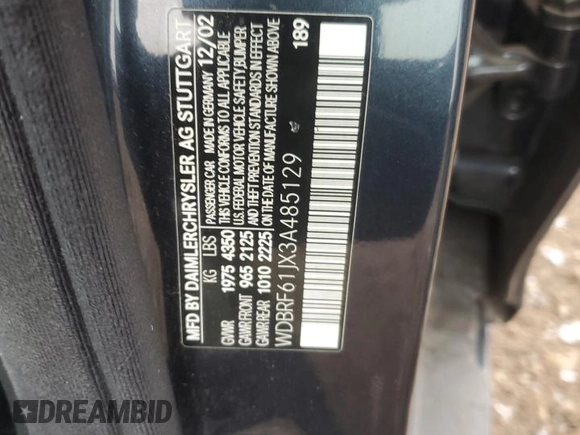 MFD BY DAIMLERCHRYSLER AG STUTTGART
PASSENGER CAR MADE IN GERMANY 12/02
KG LBS THIS VEHICLE CONFORMS TO ALL APPLICABLE
GVWR 1975 4350 U.S. FEDERAL MOTOR VEHICLE SAFETY, BUMPER
GAWR FRONT 965 2125 AND THEFT PREVENTION STANDARDS IN EFFECT
GAWR REAR 1010 2225 ON THE DATE OF MANUFACTURE SHOWN ABOVE
WDBRF61JX3A485129 189
DREAMBID